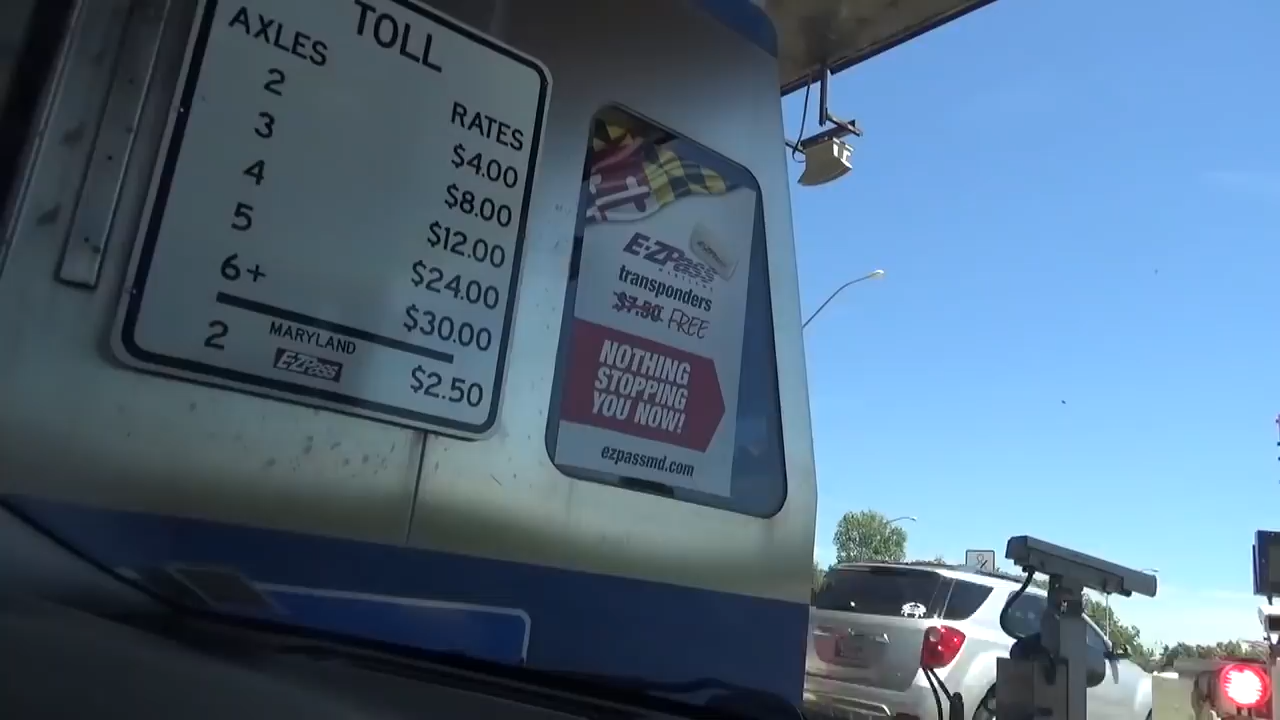 TOLL
AXLES RATES
2 $4.00
3 $8.00
4 $12.00
5 $24.00
6+ $30.00
2 MARYLAND E-ZPass $2.50
E-ZPass
transponders
$7.50 FREE
NOTHING
STOPPING
YOU NOW!
ezpassmd.com